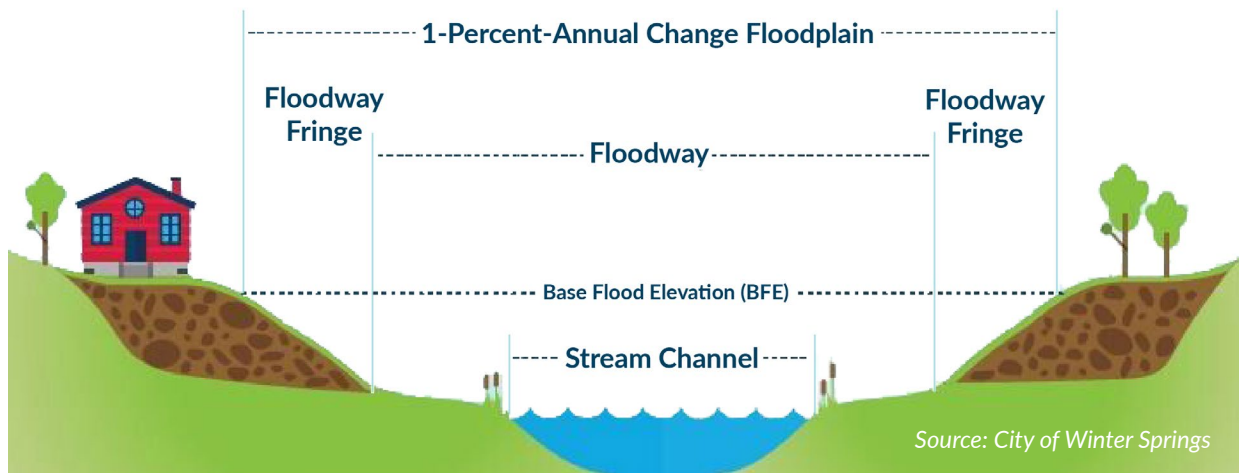 1-Percent-Annual Change Floodplain
Floodway
Fringe
Floodway
Fringe
Floodway
Base Flood Elevation (BFE)
Stream Channel
Source: City of Winter Springs